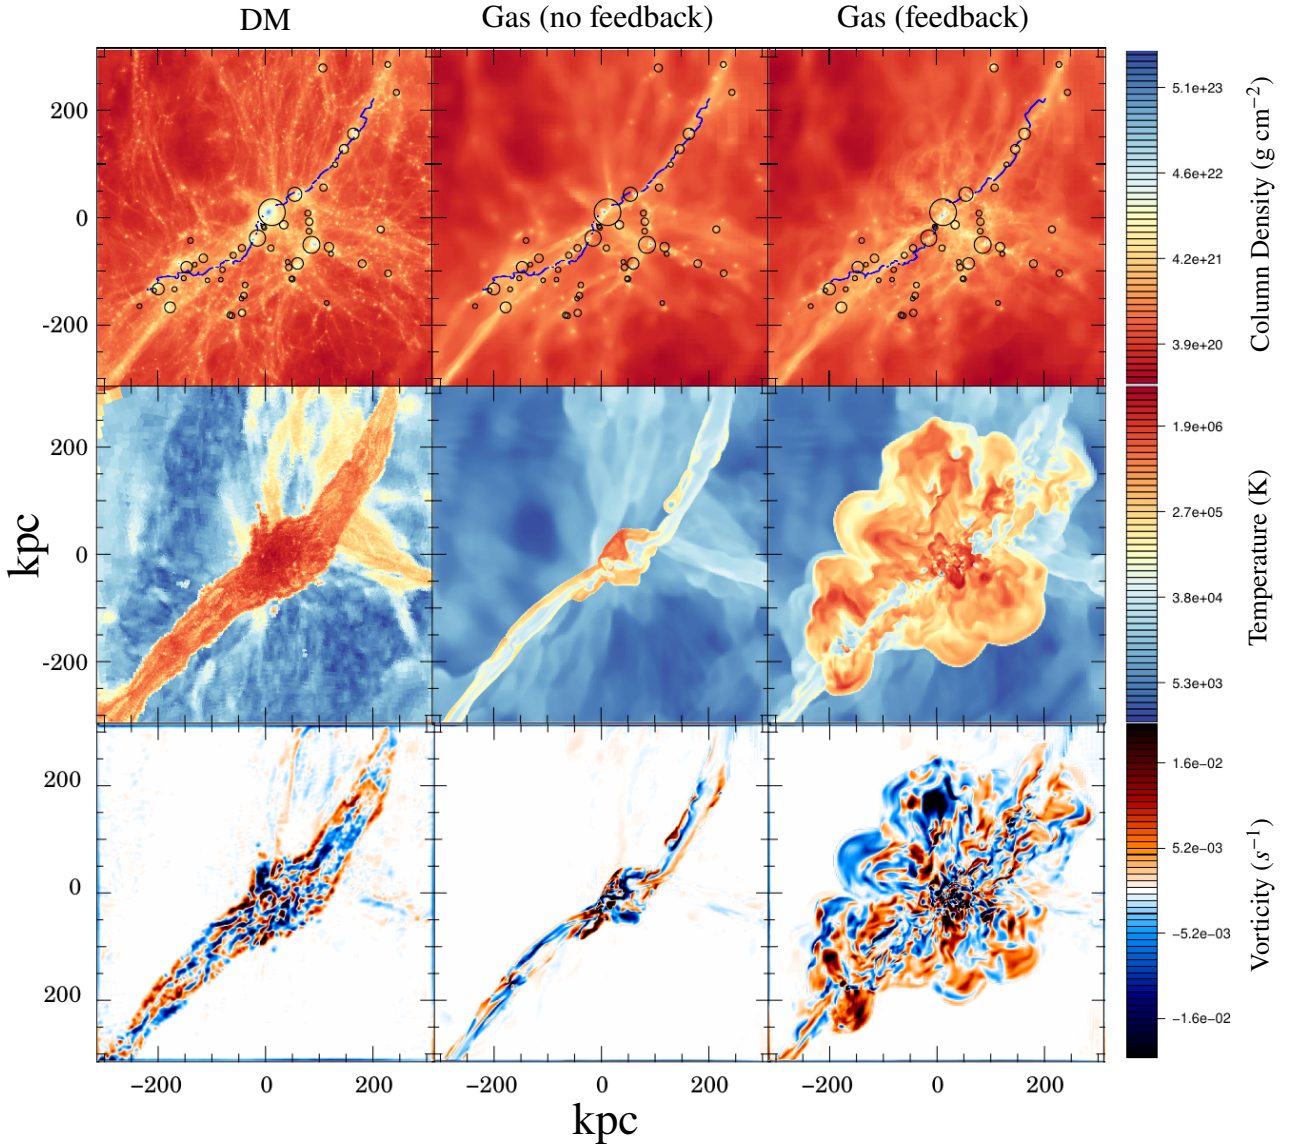 DM
Gas (no feedback)
Gas (feedback)
200
0
-200
5.1e+23
4.6e+22
4.2e+21
3.9e+20
Column Density (g cm−2)
200
0
-200
1.9e+06
2.7e+05
3.8e+04
5.3e+03
Temperature (K)
kpc
200
0
200
1.6e-02
5.2e-03
-5.2e-03
-1.6e-02
Vorticity (s−1)
−200 0 200 −200 0 200 −200 0 200
kpc